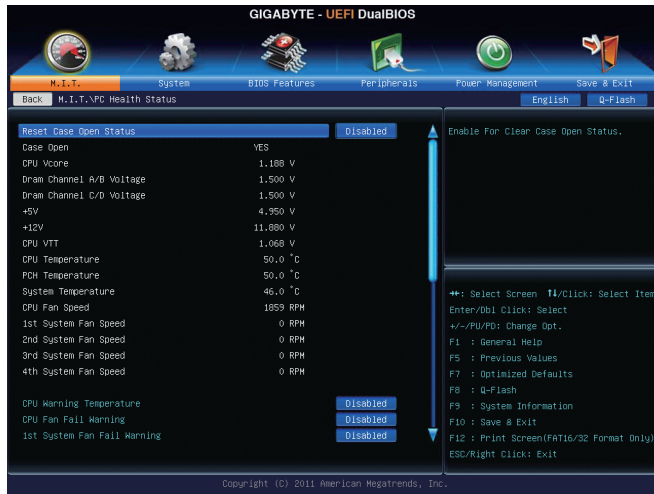 GIGABYTE - UEFI DualBIOS
M.I.T. System BIOS Features Peripherals Power Management Save & Exit
Back M.I.T.\PC Health Status English Q-Flash
Reset Case Open Status Disabled Enable For Clear Case Open Status.
Case Open YES
CPU Vcore 1.188 V
Dram Channel A/B Voltage 1.500 V
Dram Channel C/D Voltage 1.500 V
+5V 4.950 V
+12V 11.880 V
CPU VTT 1.068 V
CPU Temperature 50.0 °C
PCH Temperature 50.0 °C
System Temperature 46.0 °C
CPU Fan Speed 1859 RPM
1st System Fan Speed 0 RPM
2nd System Fan Speed 0 RPM
3rd System Fan Speed 0 RPM
4th System Fan Speed 0 RPM
CPU Warning Temperature Disabled
CPU Fan Fail Warning Disabled
1st System Fan Fail Warning Disabled
→←: Select Screen ↑↓/Click: Select Item
Enter/Dbl Click: Select
+/-/PU/PD: Change Opt.
F1 : General Help
F5 : Previous Values
F7 : Optimized Defaults
F8 : Q-Flash
F9 : System Information
F10 : Save & Exit
F12 : Print Screen(FAT16/32 Format Only)
ESC/Right Click: Exit
Copyright (C) 2011 American Megatrends, Inc.